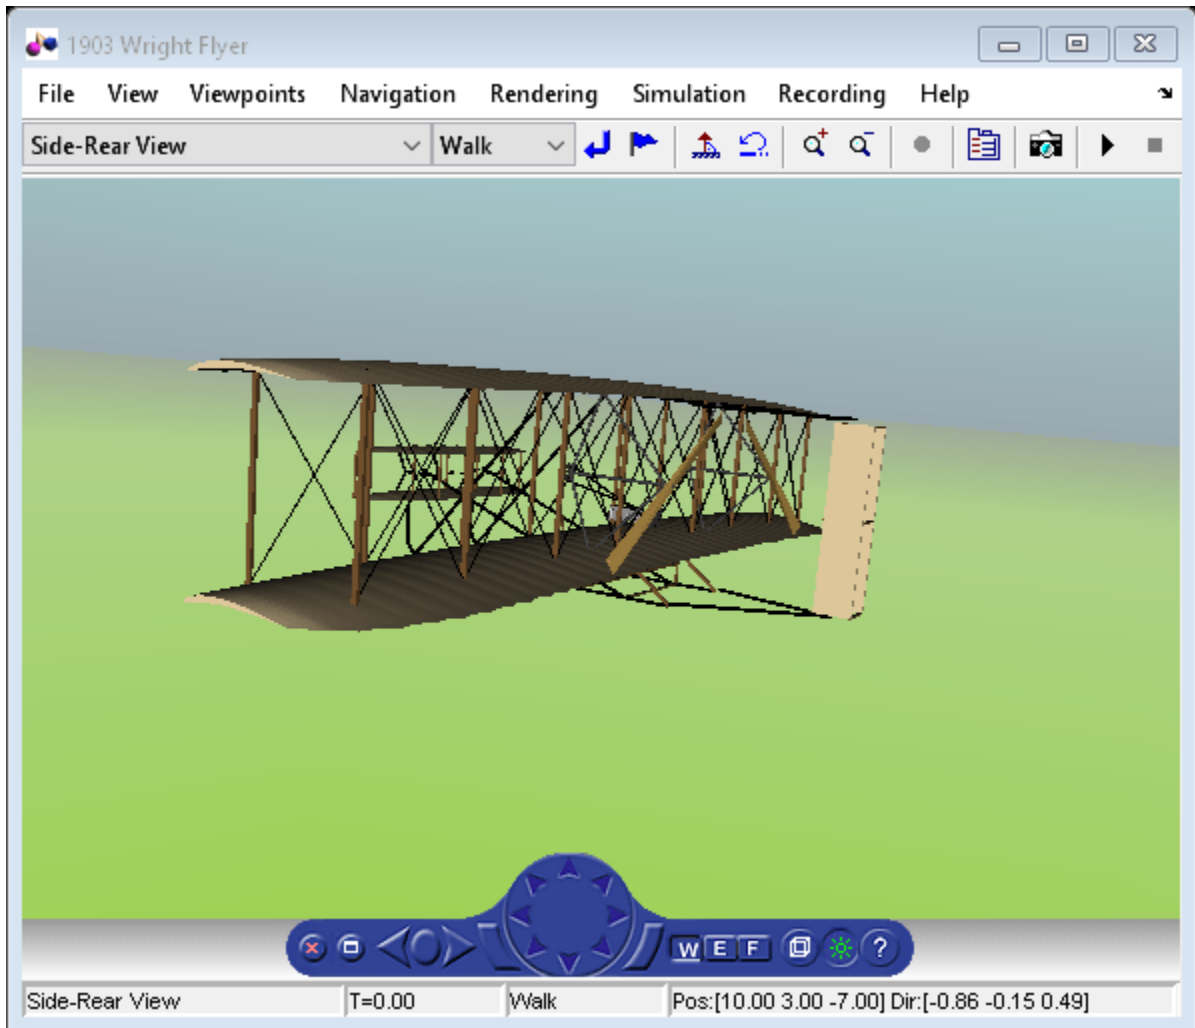 1903 Wright Flyer
File View Viewpoints Navigation Rendering Simulation Recording Help
Side-Rear View Walk
W E F ?
Side-Rear View T=0.00 Walk Pos:[10.00 3.00 -7.00] Dir:[-0.86 -0.15 0.49]